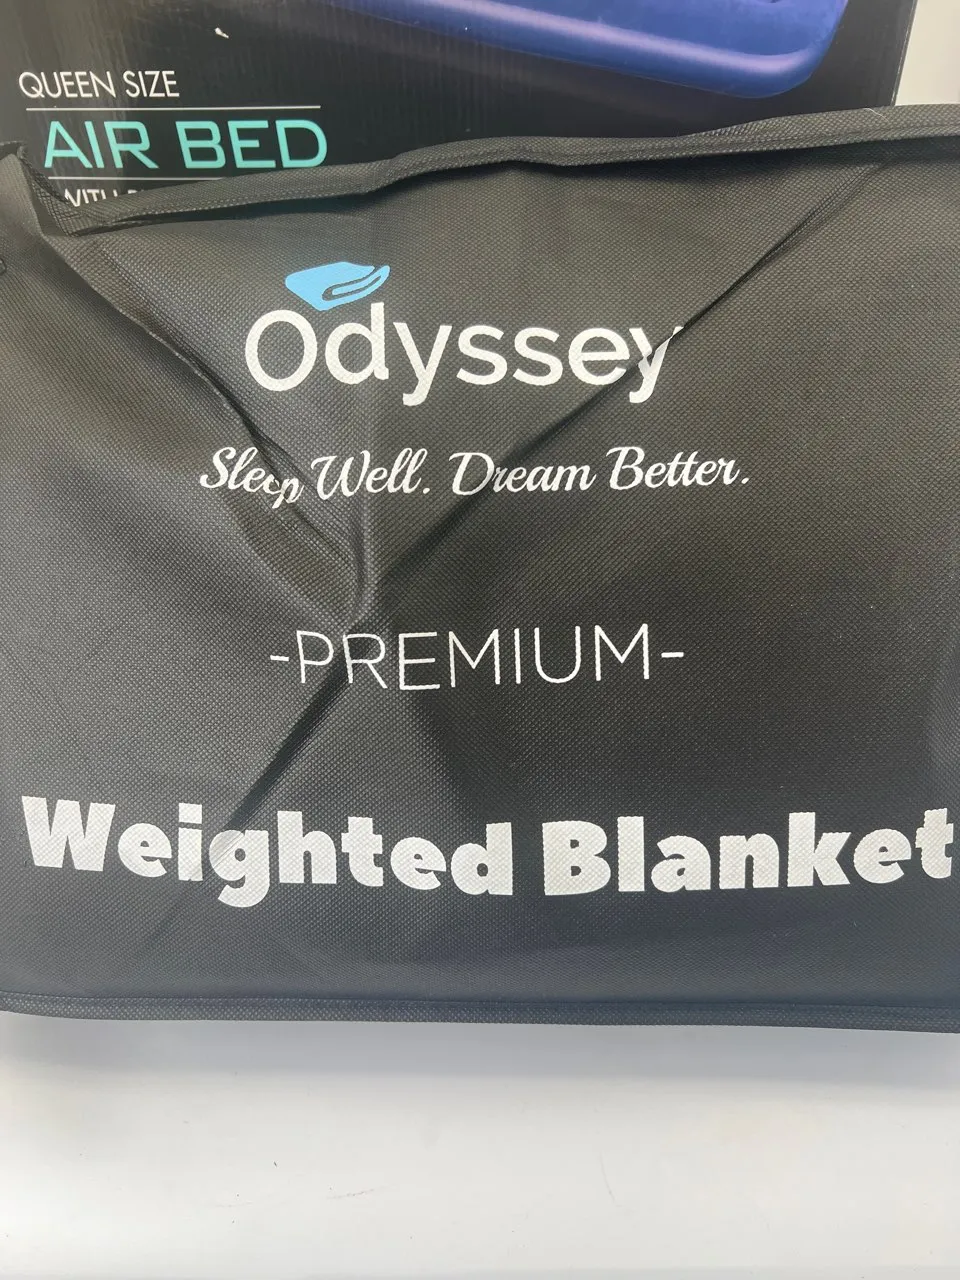 QUEEN SIZE
AIR BED
Odyssey
Sleep Well. Dream Better.
-PREMIUM-
Weighted Blanket